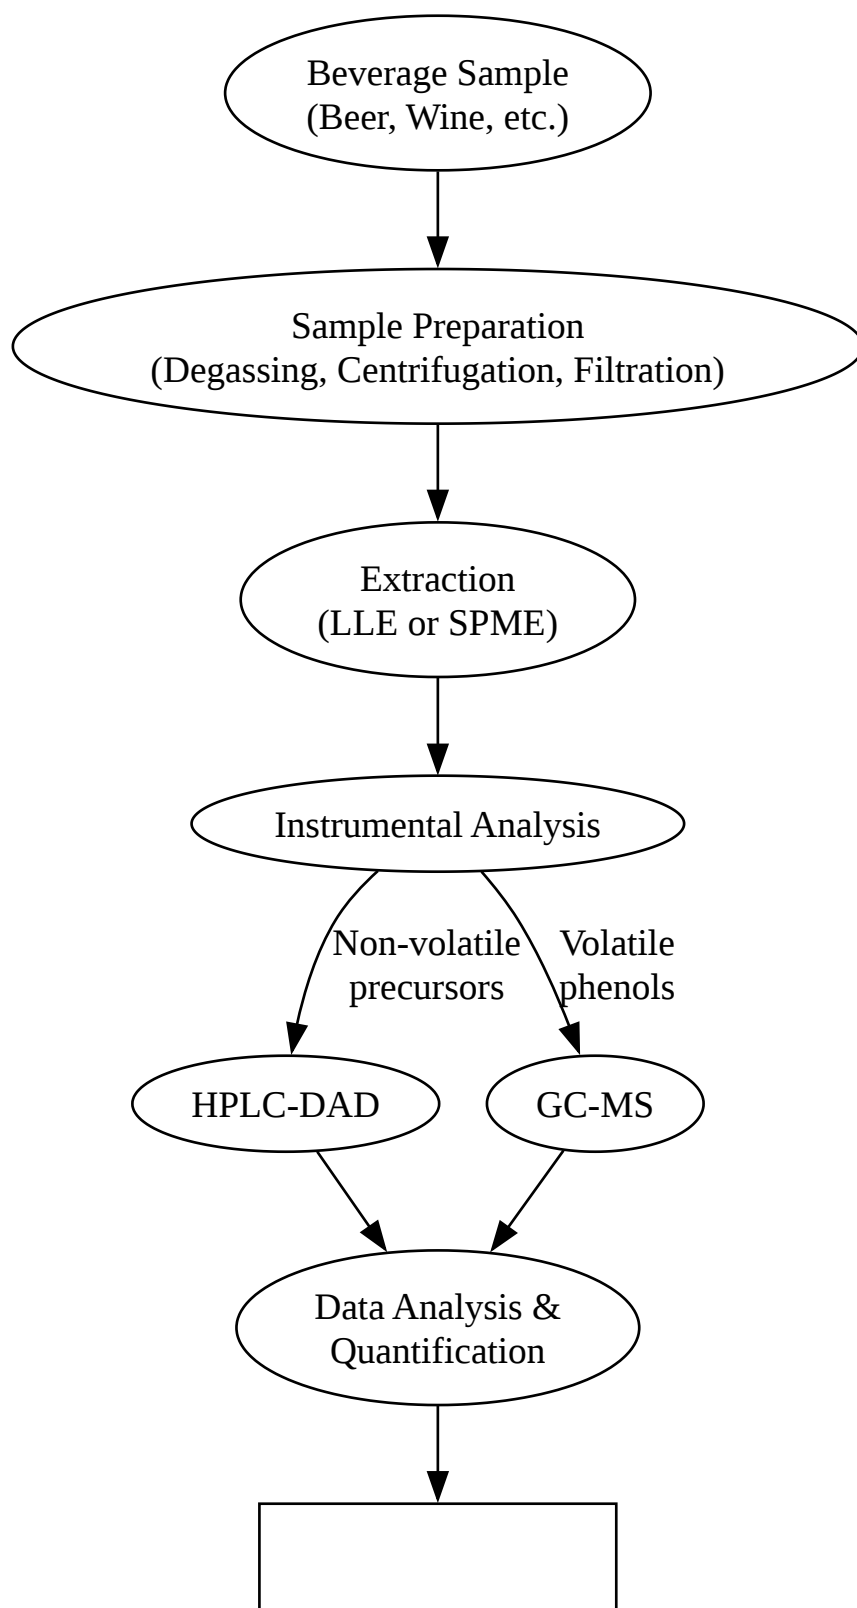 Beverage Sample
(Beer, Wine, etc.)
Sample Preparation
(Degassing, Centrifugation, Filtration)
Extraction
(LLE or SPME)
Instrumental Analysis
Non-volatile
precursors
Volatile
phenols
HPLC-DAD
GC-MS
Data Analysis &
Quantification